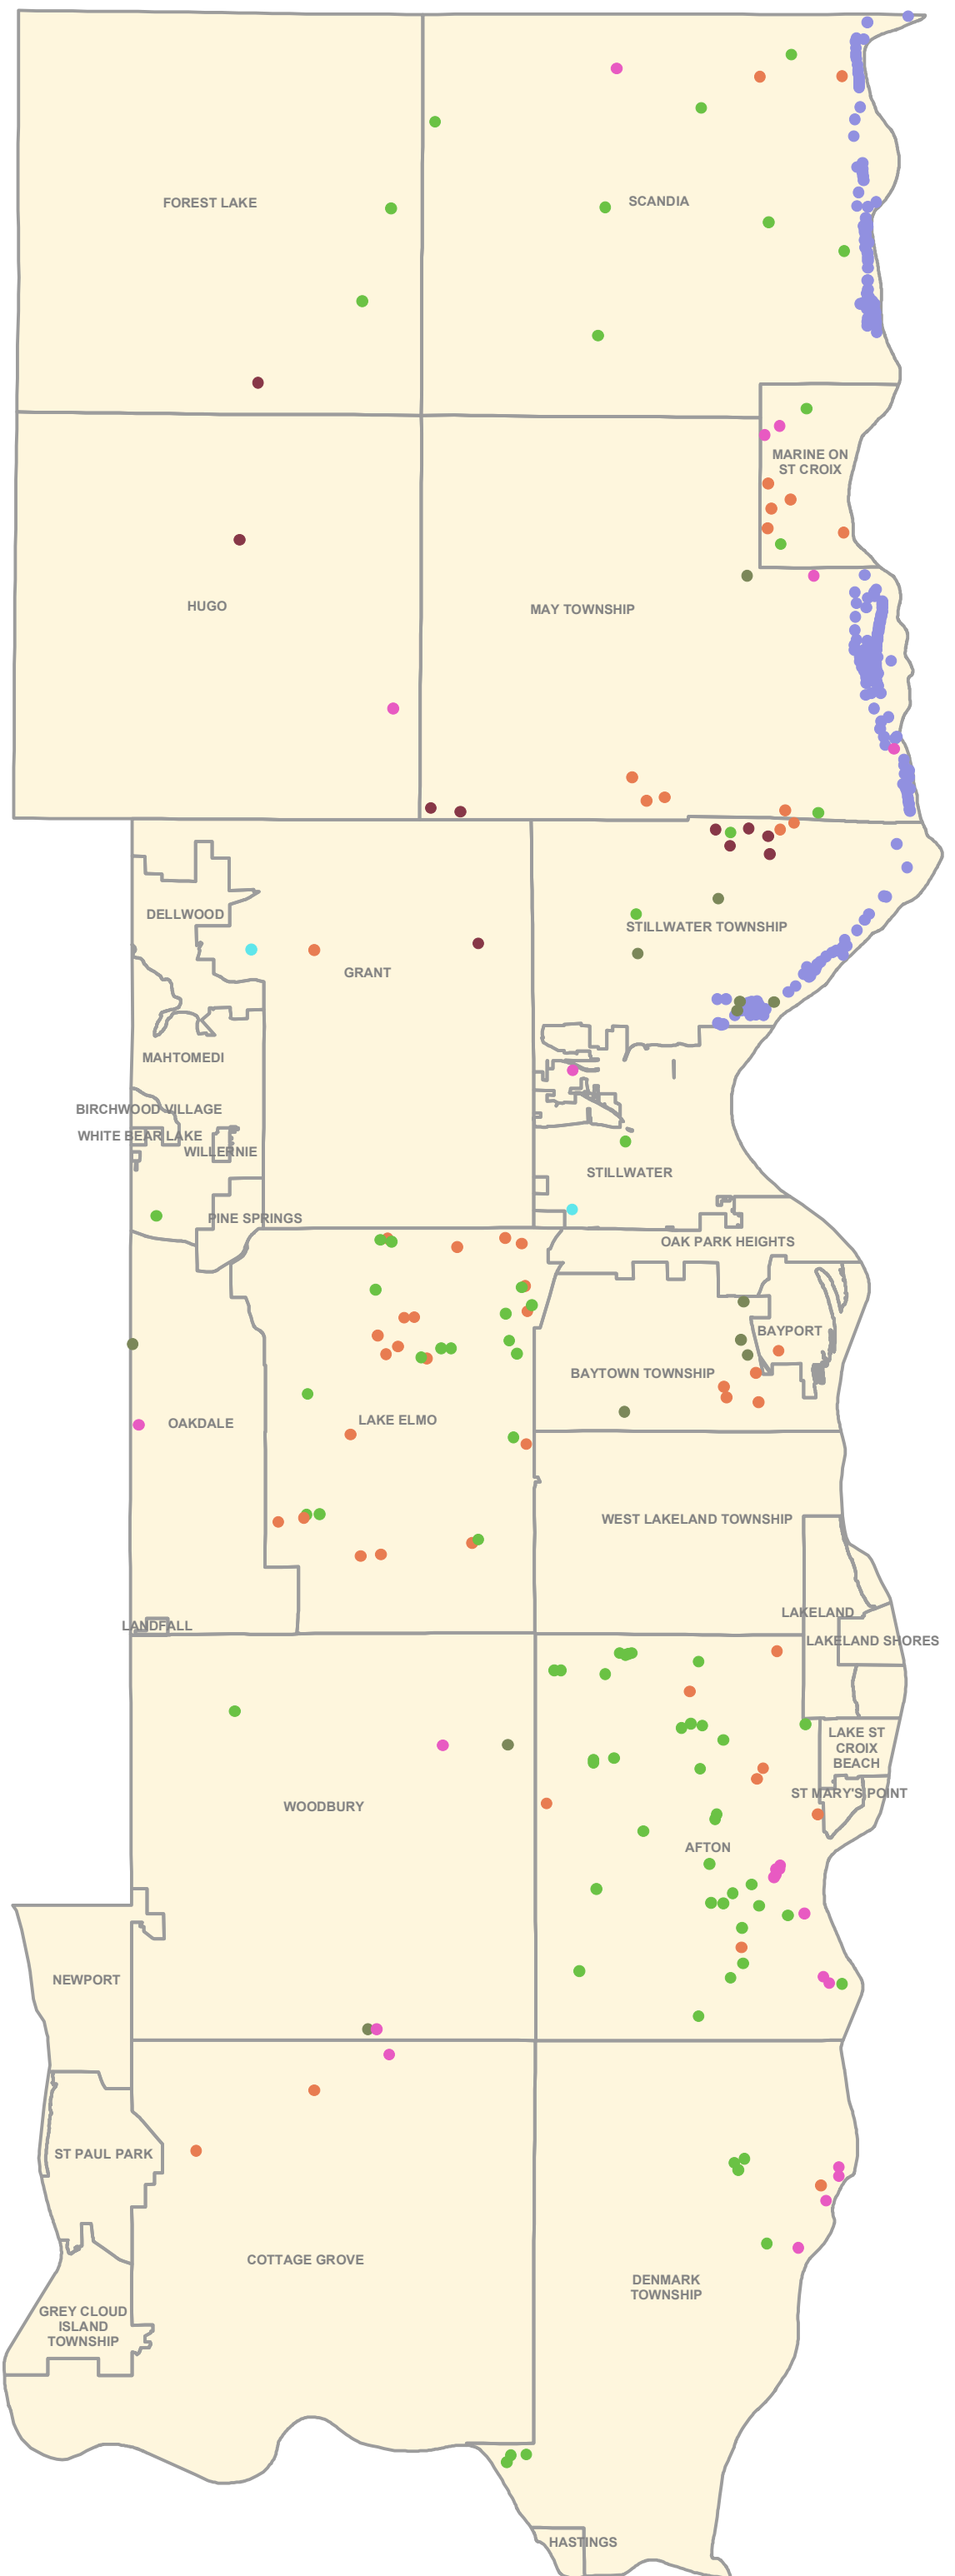 FOREST LAKE
SCANDIA
MARINE ON
ST CROIX
HUGO
MAY TOWNSHIP
DELLWOOD
STILLWATER TOWNSHIP
GRANT
MAHTOMEDI
BIRCHWOOD VILLAGE
WHITE BEAR LAKE
WILLERNIE
STILLWATER
PINE SPRINGS
OAK PARK HEIGHTS
BAYPORT
BAYTOWN TOWNSHIP
OAKDALE
LAKE ELMO
WEST LAKELAND TOWNSHIP
LAKELAND
LANDFALL
LAKELAND SHORES
LAKE ST
CROIX
BEACH
ST MARY'S POINT
WOODBURY
AFTON
NEWPORT
ST PAUL PARK
COTTAGE GROVE
DENMARK
TOWNSHIP
GREY CLOUD
ISLAND
TOWNSHIP
HASTINGS